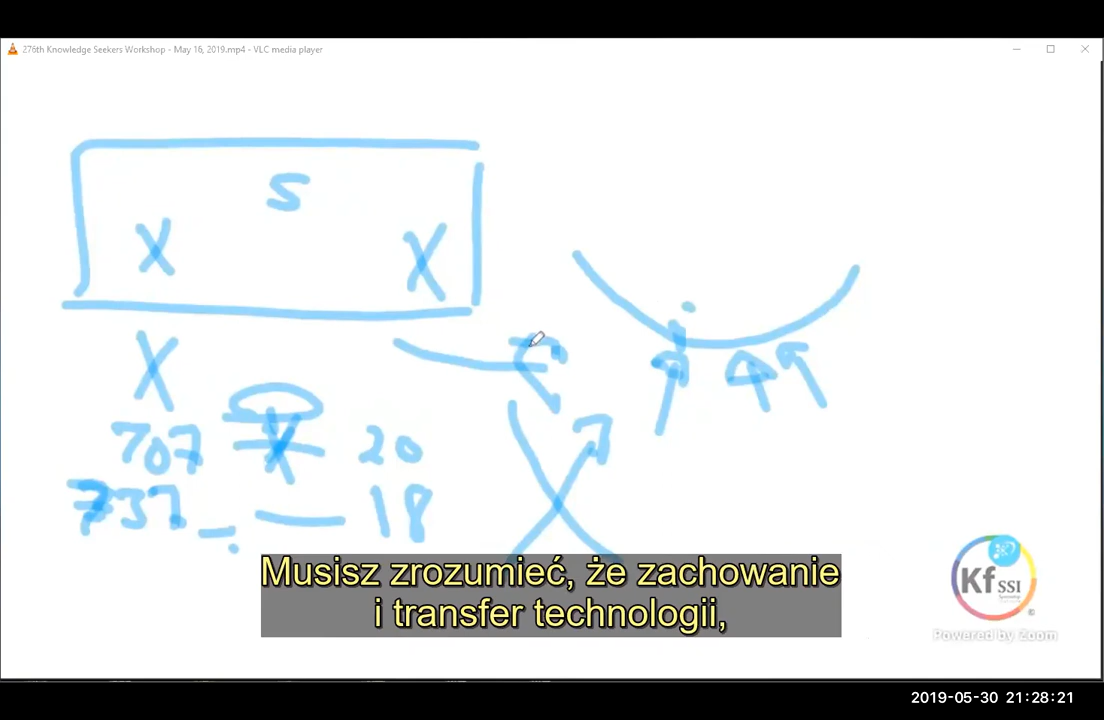 276th Knowledge Seekers Workshop - May 16, 2019.mp4 - VLC media player
S
X X
X
707 X 20
737 18
Musisz zrozumieć, że zachowanie
i transfer technologii,
Kf SSI
Powered by Zoom
2019-05-30 21:28:21